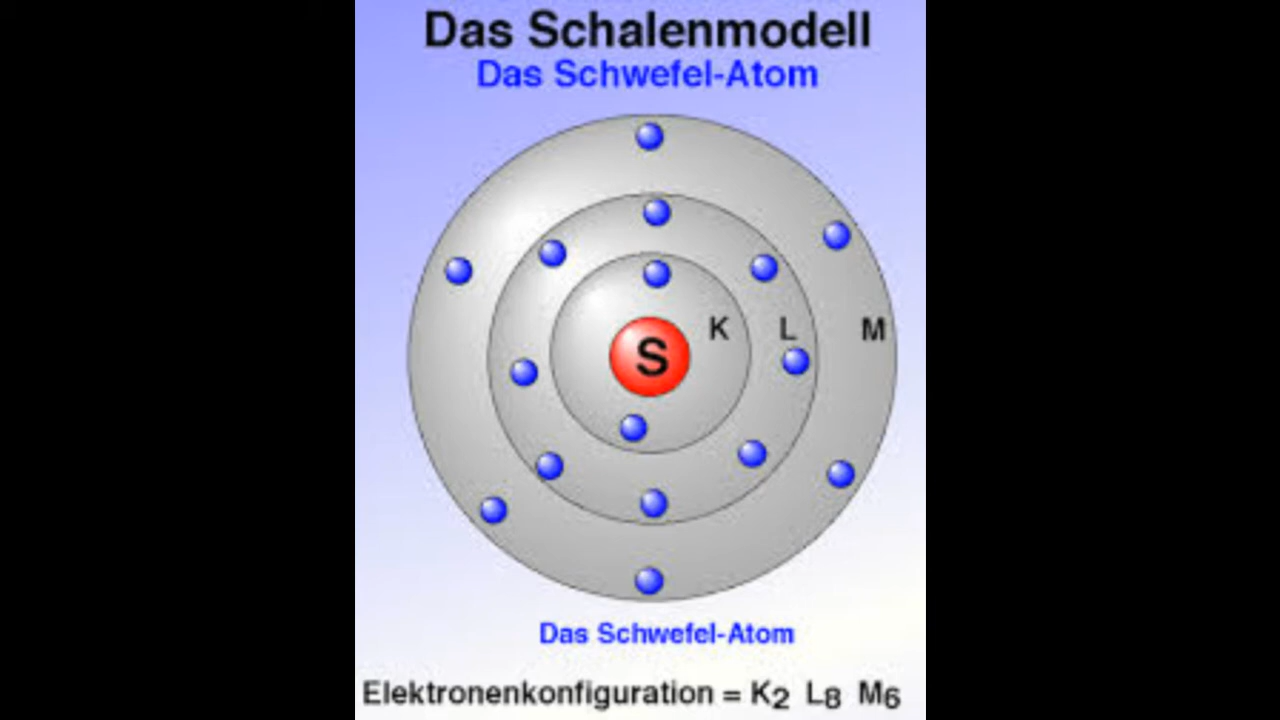 Das Schalenmodell
Das Schwefel-Atom
K L M
S
Das Schwefel-Atom
Elektronenkonfiguration = K2 L8 M6